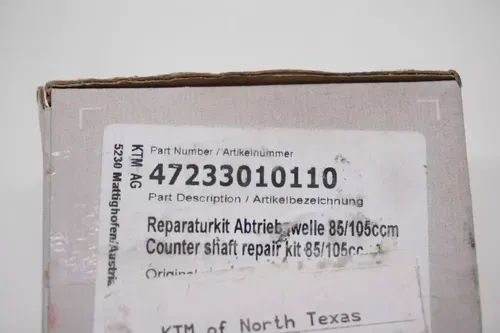 KTM AG
5230 Mattighofen/Austria
Part Number / Artikelnummer
47233010110
Part Description / Artikelbezeichnung
Reparaturkit Abtriebswelle 85/105ccm
Counter shaft repair kit 85/105cc
Original
KTM of North Texas